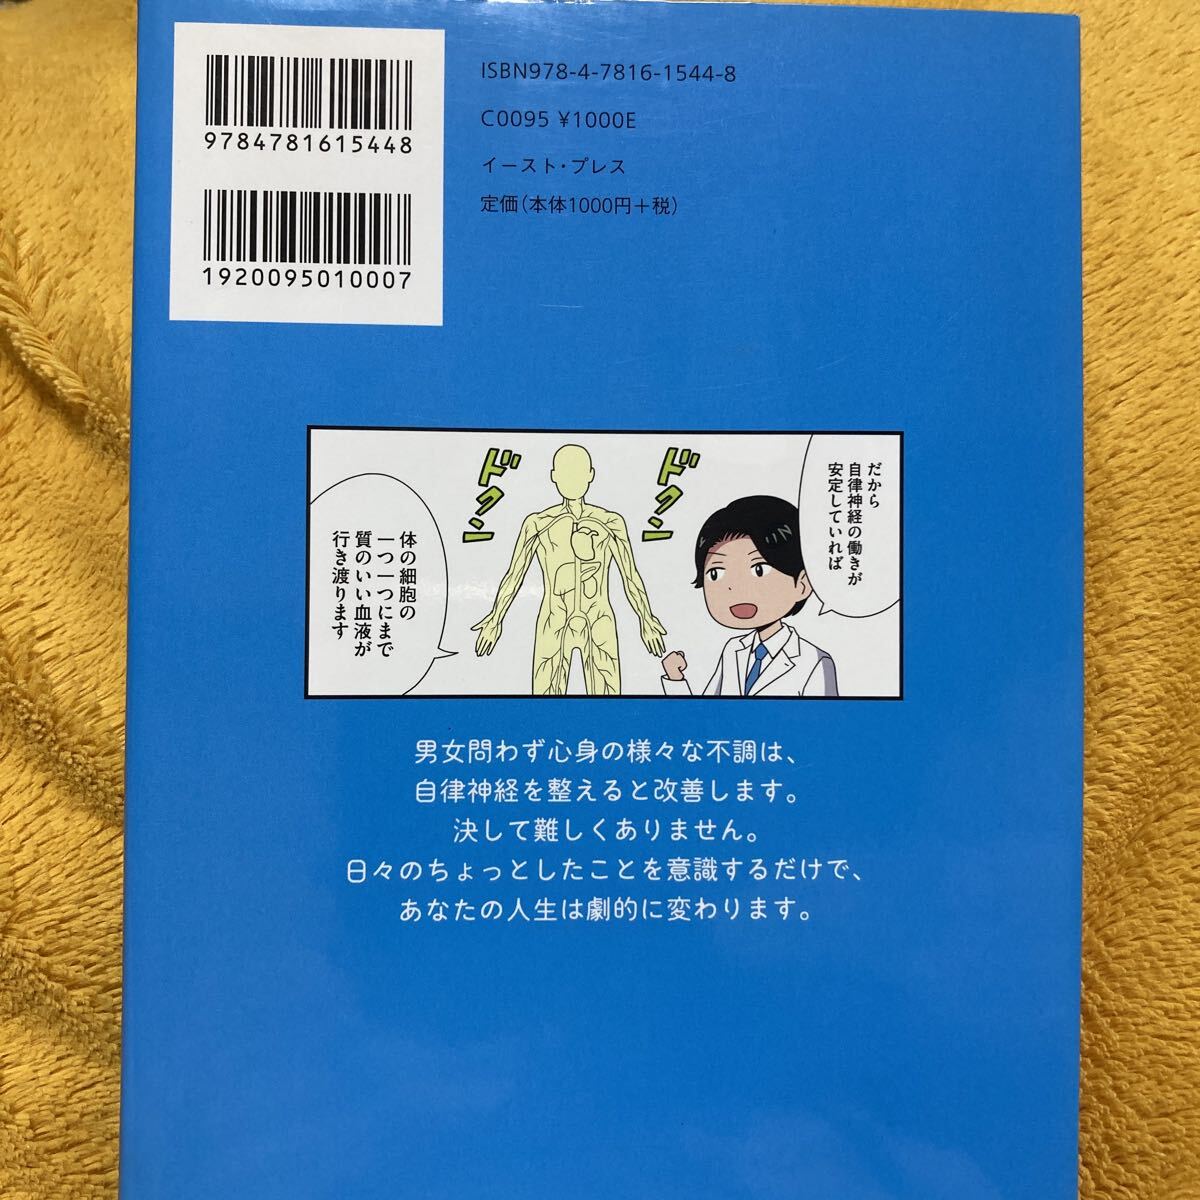 9784781615448
1920095010007
ISBN978-4-7816-1544-8
C0095 ¥1000E
イースト・プレス
定価(本体1000円+税)
だから
自律神経の働きが
安定していれば
ドクン
ドクン
体の細胞の
一つ一つにまで
質のいい血液が
行き渡ります
男女問わず心身の様々な不調は、
自律神経を整えると改善します。
決して難しくありません。
日々のちょっとしたことを意識するだけで、
あなたの人生は劇的に変わります。